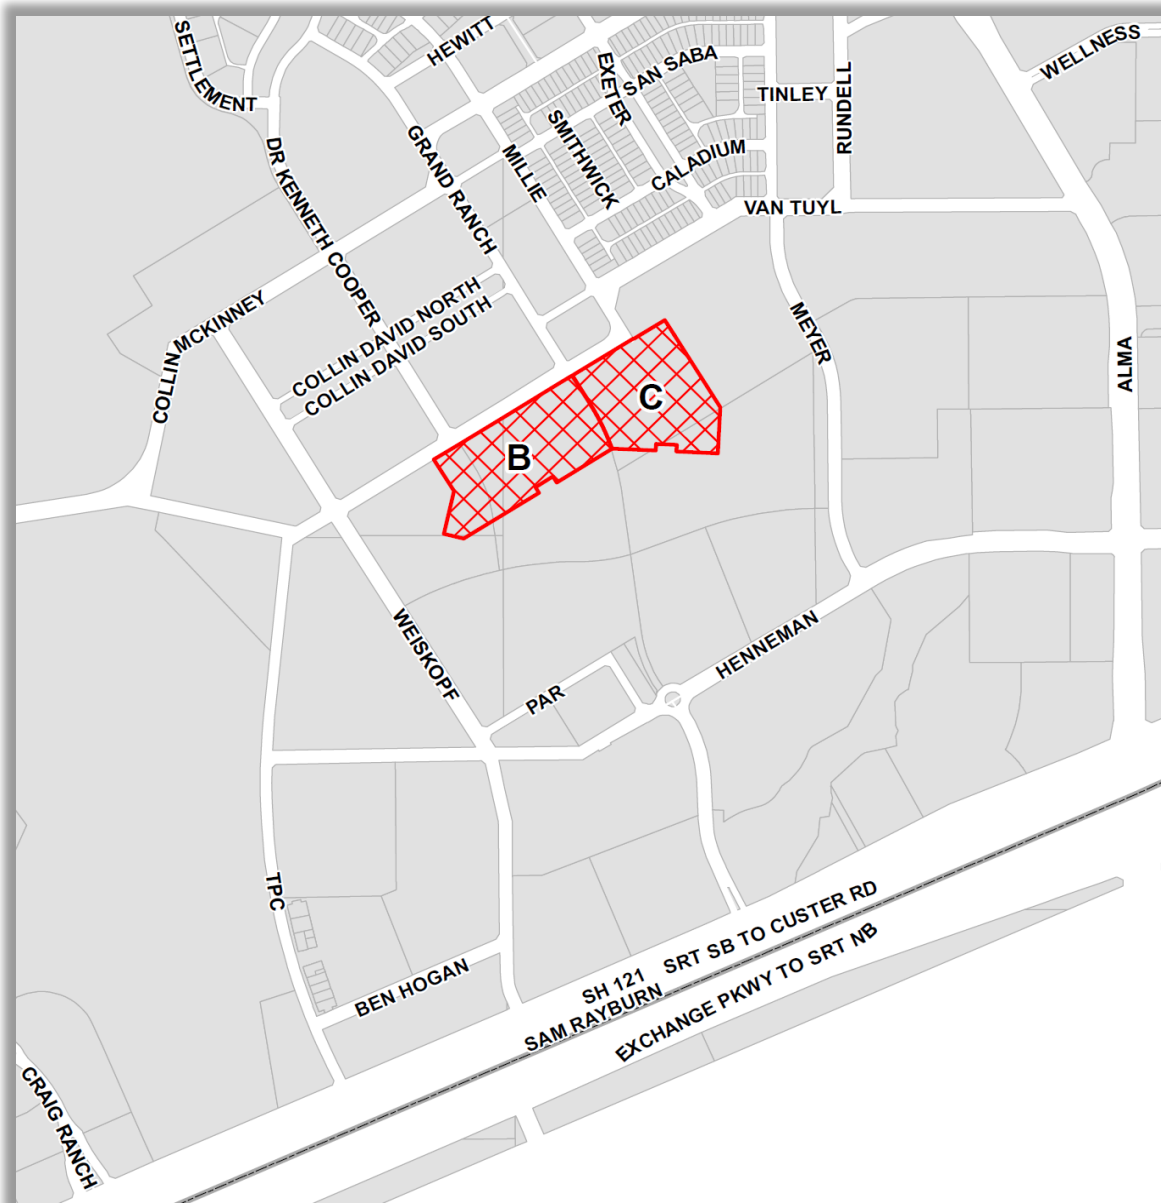 SETTLEMENT
HEWITT
EXETER
SAN SABA
WELLNESS
TINLEY
RUNDELL
SMITHWICK
GRAND RANCH
MILLIE
CALADIUM
DR KENNETH COOPER
VAN TUYL
COLLIN MCKINNEY
COLLIN DAVID NORTH
COLLIN DAVID SOUTH
MEYER
ALMA
C
B
WEISKOPF
HENNEMAN
PAR
TPC
BEN HOGAN
SH 121
SRT SB TO CUSTER RD
SAM RAYBURN
EXCHANGE PKWY TO SRT NB
CRAIG RANCH